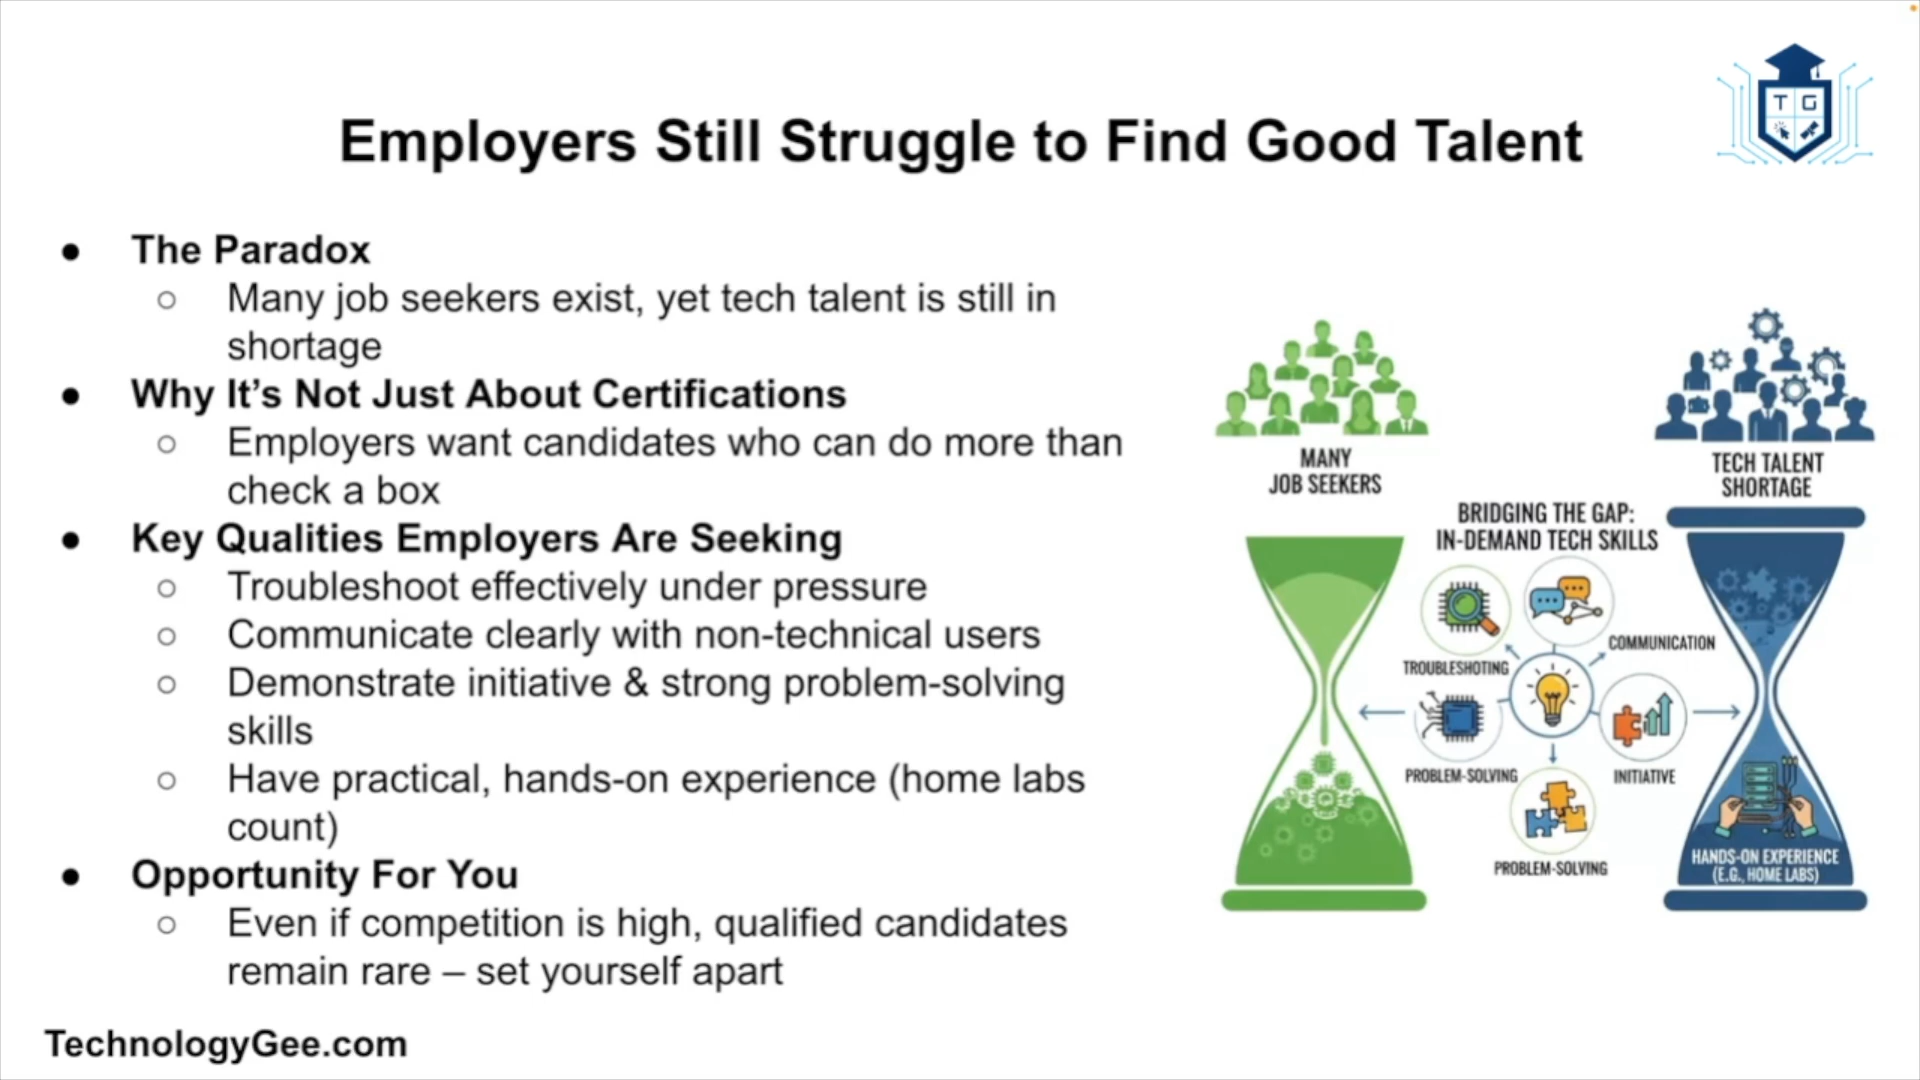 T G
Employers Still Struggle to Find Good Talent
● The Paradox
○ Many job seekers exist, yet tech talent is still in
shortage
● Why It’s Not Just About Certifications
○ Employers want candidates who can do more than
check a box
● Key Qualities Employers Are Seeking
○ Troubleshoot effectively under pressure
○ Communicate clearly with non-technical users
○ Demonstrate initiative & strong problem-solving
skills
○ Have practical, hands-on experience (home labs
count)
● Opportunity For You
○ Even if competition is high, qualified candidates
remain rare – set yourself apart
MANY
JOB SEEKERS
TECH TALENT
SHORTAGE
BRIDGING THE GAP:
IN-DEMAND TECH SKILLS
COMMUNICATION
TROUBLESHOTING
PROBLEM-SOLVING
INITIATIVE
PROBLEM-SOLVING
HANDS-ON EXPERIENCE
(E.G., HOME LABS)
TechnologyGee.com